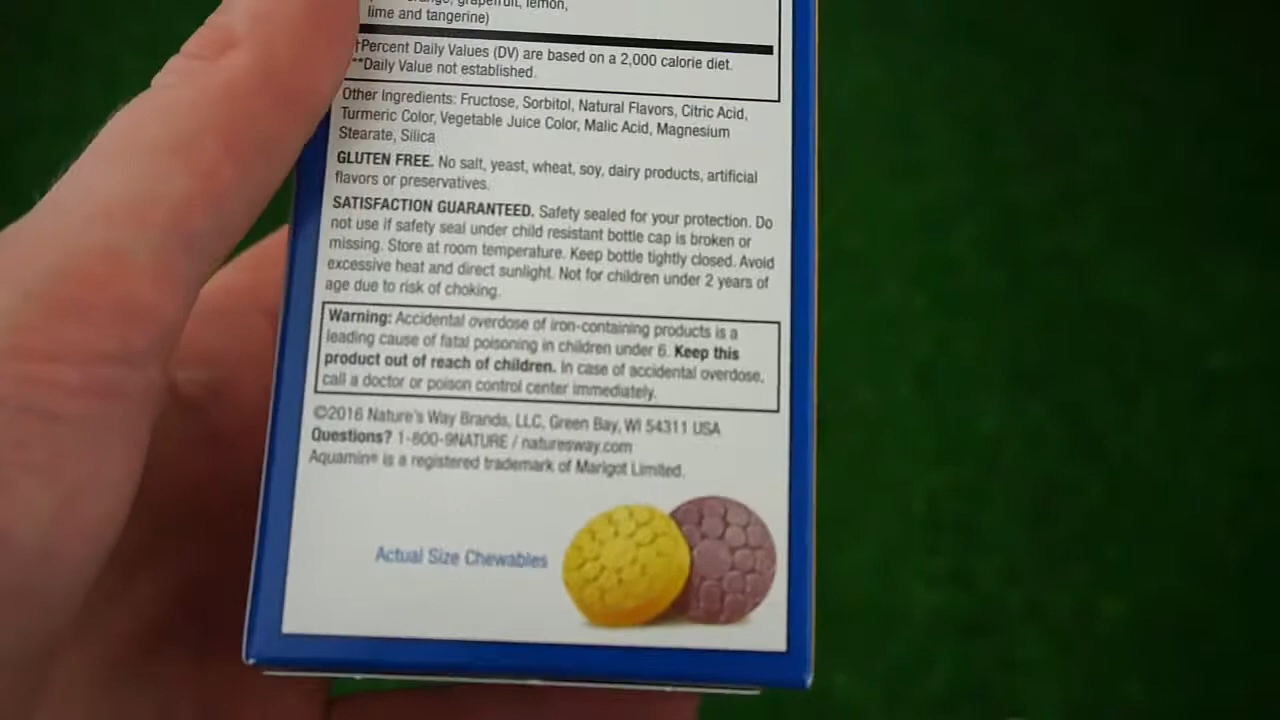 grapefruit, lemon,
lime and tangerine)
†Percent Daily Values (DV) are based on a 2,000 calorie diet.
**Daily Value not established.
Other Ingredients: Fructose, Sorbitol, Natural Flavors, Citric Acid,
Turmeric Color, Vegetable Juice Color, Malic Acid, Magnesium
Stearate, Silica
GLUTEN FREE. No salt, yeast, wheat, soy, dairy products, artificial
flavors or preservatives.
SATISFACTION GUARANTEED. Safety sealed for your protection. Do
not use if safety seal under child resistant bottle cap is broken or
missing. Store at room temperature. Keep bottle tightly closed. Avoid
excessive heat and direct sunlight. Not for children under 2 years of
age due to risk of choking.
Warning: Accidental overdose of iron-containing products is a
leading cause of fatal poisoning in children under 6. Keep this
product out of reach of children. In case of accidental overdose,
call a doctor or poison control center immediately.
©2016 Nature's Way Brands, LLC, Green Bay, WI 54311 USA
Questions? 1-800-9NATURE / naturesway.com
Aquamin® is a registered trademark of Marigot Limited.
Actual Size Chewables